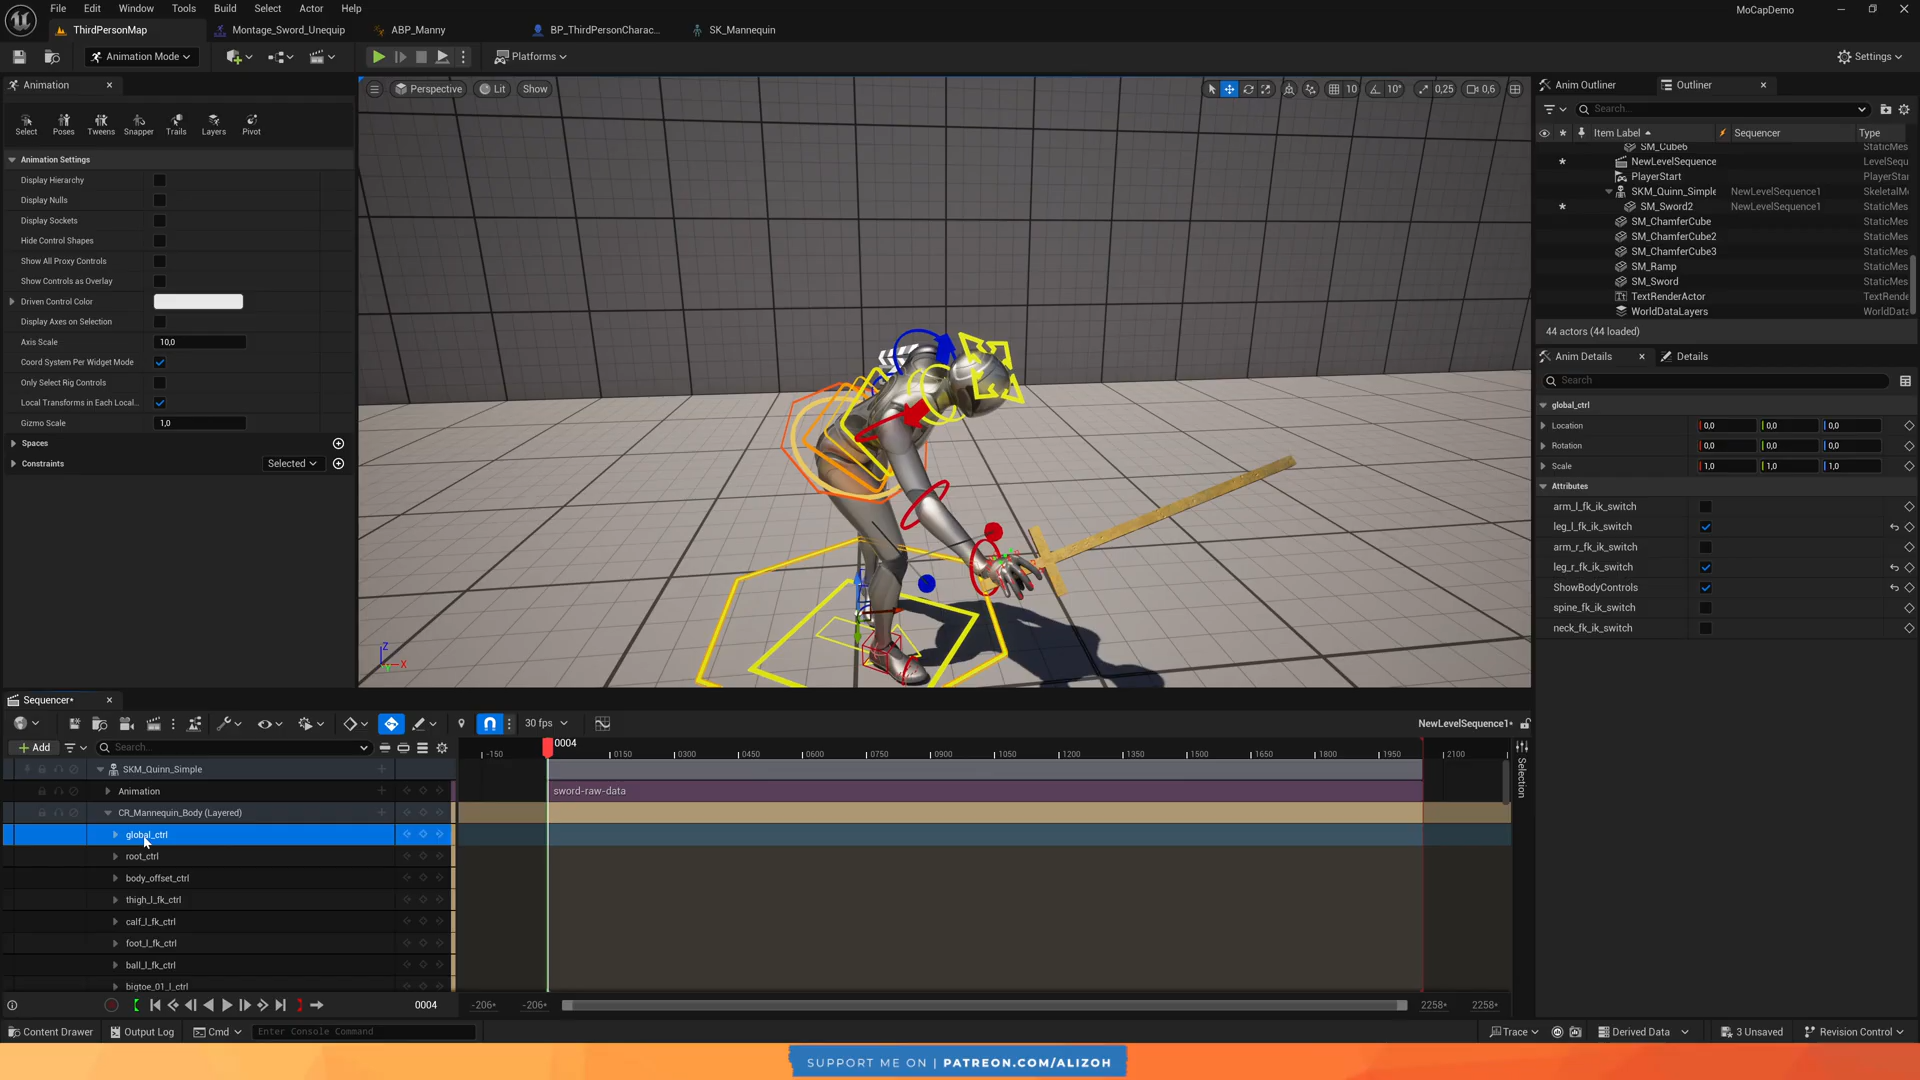 File Edit Window Tools Build Select Actor Help
MoCapDemo
ThirdPersonMap Montage_Sword_Unequip ABP_Manny BP_ThirdPersonCharac... SK_Mannequin
Animation Mode Platforms Settings
Animation
Select Poses Tweens Snapper Trails Layers Pivot
Animation Settings
Display Hierarchy
Display Nulls
Display Sockets
Hide Control Shapes
Show All Proxy Controls
Show Controls as Overlay
Driven Control Color
Display Axes on Selection
Axis Scale 10,0
Coord System Per Widget Mode
Only Select Rig Controls
Local Transforms in Each Local...
Gizmo Scale 1,0
Spaces
Constraints Selected
Perspective Lit Show 10 10° 0,25 0,6
Z
X
Anim Outliner Outliner
Search...
Item Label Sequencer Type
SM_Cube6 StaticMes
NewLevelSequence LevelSequ
PlayerStart PlayerStar
SKM_Quinn_Simple NewLevelSequence1 SkeletalMe
SM_Sword2 NewLevelSequence1 StaticMes
SM_ChamferCube StaticMes
SM_ChamferCube2 StaticMes
SM_ChamferCube3 StaticMes
SM_Ramp StaticMes
SM_Sword StaticMes
TextRenderActor TextRende
WorldDataLayers WorldData
44 actors (44 loaded)
Anim Details Details
Search
global_ctrl
Location 0,0 0,0 0,0
Rotation 0,0 0,0 0,0
Scale 1,0 1,0 1,0
Attributes
arm_l_fk_ik_switch
leg_l_fk_ik_switch
arm_r_fk_ik_switch
leg_r_fk_ik_switch
ShowBodyControls
spine_fk_ik_switch
neck_fk_ik_switch
Sequencer*
30 fps NewLevelSequence1*
Add Search...
0004
-150 0150 0300 0450 0600 0750 0900 1050 1200 1350 1500 1650 1800 1950 2100
Selection
SKM_Quinn_Simple
Animation sword-raw-data
CR_Mannequin_Body (Layered)
global_ctrl
root_ctrl
body_offset_ctrl
thigh_l_fk_ctrl
calf_l_fk_ctrl
foot_l_fk_ctrl
ball_l_fk_ctrl
bigtoe_01_l_ctrl
0004 -206* -206* 2258* 2258*
Content Drawer Output Log Cmd Enter Console Command Trace Derived Data 3 Unsaved Revision Control
SUPPORT ME ON | PATREON.COM/ALIZOH